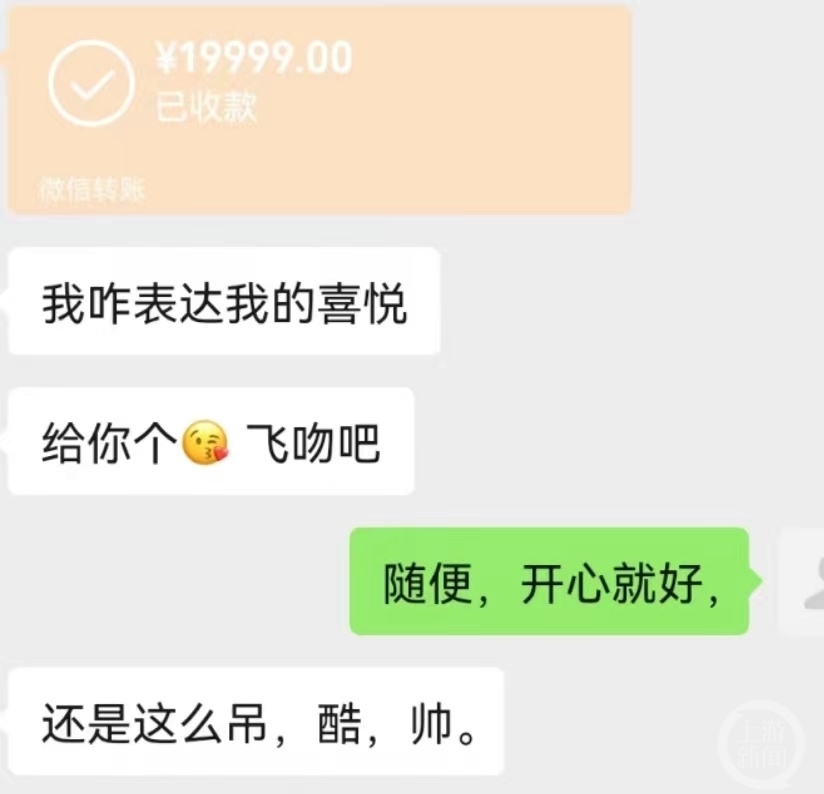 ¥19999.00
已收款
微信转账
我咋表达我的喜悦
给你个😘 飞吻吧
随便，开心就好，
还是这么吊，酷，帅。
上游
新闻